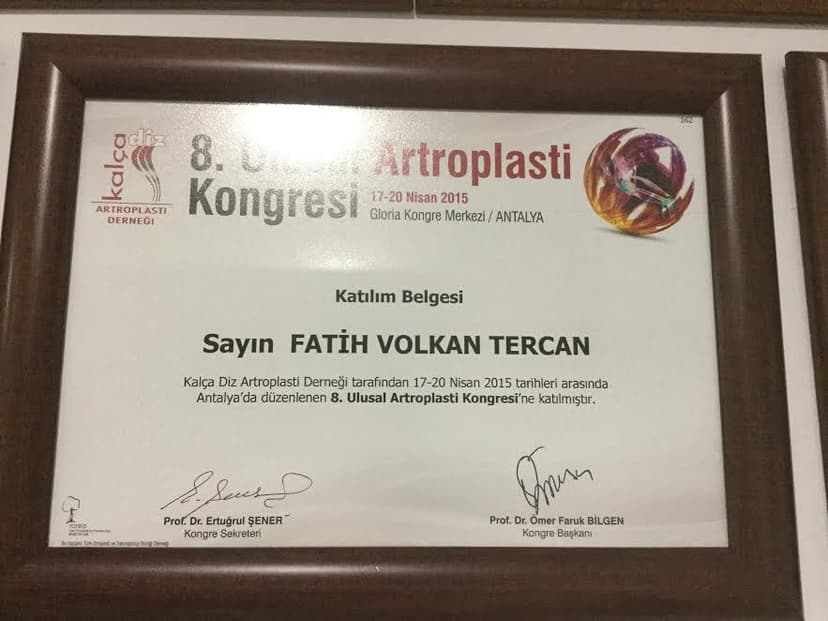 162
kalça diz
ARTROPLASTİ
DERNEĞİ
8. Ulusal Artroplasti
Kongresi
17-20 Nisan 2015
Gloria Kongre Merkezi / ANTALYA
Katılım Belgesi
Sayın FATİH VOLKAN TERCAN
Kalça Diz Artroplasti Derneği tarafından 17-20 Nisan 2015 tarihleri arasında
Antalya'da düzenlenen 8. Ulusal Artroplasti Kongresi'ne katılmıştır.
Prof. Dr. Ertuğrul ŞENER
Kongre Sekreteri
Prof. Dr. Ömer Faruk BİLGEN
Kongre Başkanı